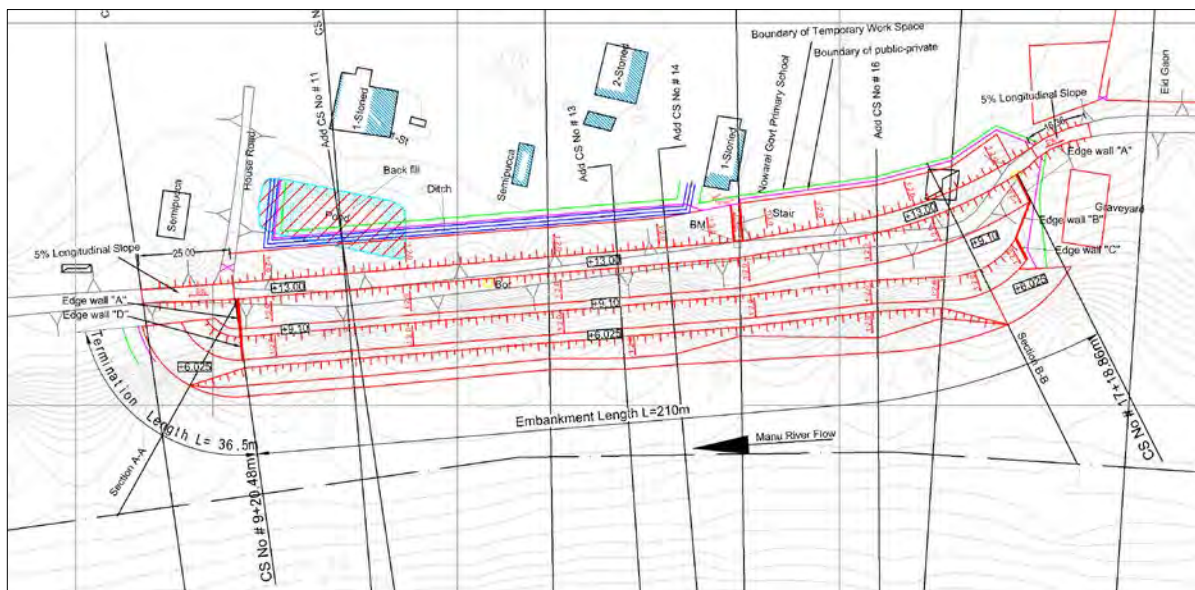 CS N
Add CS No # 11
1-Storied
1-St
House Road
Semipucca
Back fill
Pond
Ditch
Semipucca
2-Storied
Add CS No # 13
Add CS No # 14
1-Storied
Boundary of Temporary Work Space
Boundary of public-private
Nowarai Govt Primary School
Add CS No # 16
5% Longitudinal Slope
Eid Gaon
Edge wall "A"
Graveyard
Edge wall "B"
Edge wall "C"
BM
Stair
+13.00
+9.10
+6.025
5% Longitudinal Slope
25.00
+13.00
+13.00
Edge wall "A"
Edge wall "D"
+9.10
+9.10
+6.025
+6.025
Termination Length L= 36.5m
Section A-A
CS No # 9+20.48m
Embankment Length L=210m
Manu River Flow
Section B-B
CS No # 17+18.86m